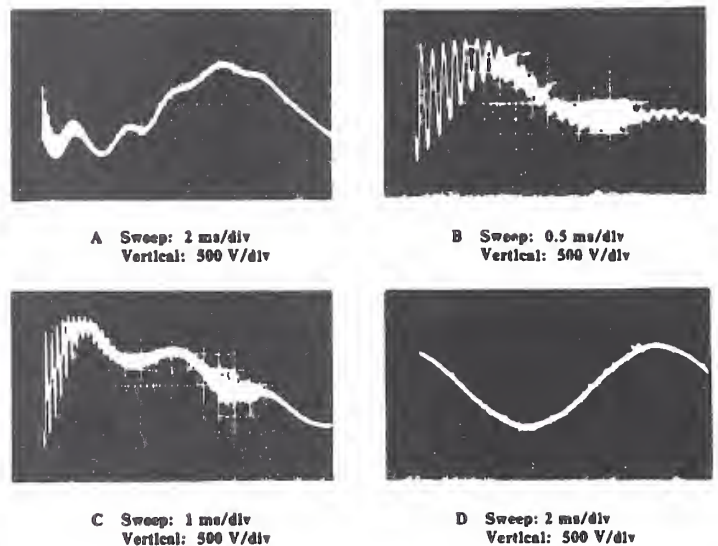 A Sweep: 2 ms/div
Vertical: 500 V/div
B Sweep: 0.5 ms/div
Vertical: 500 V/div
C Sweep: 1 ms/div
Vertical: 500 V/div
D Sweep: 2 ms/div
Vertical: 500 V/div